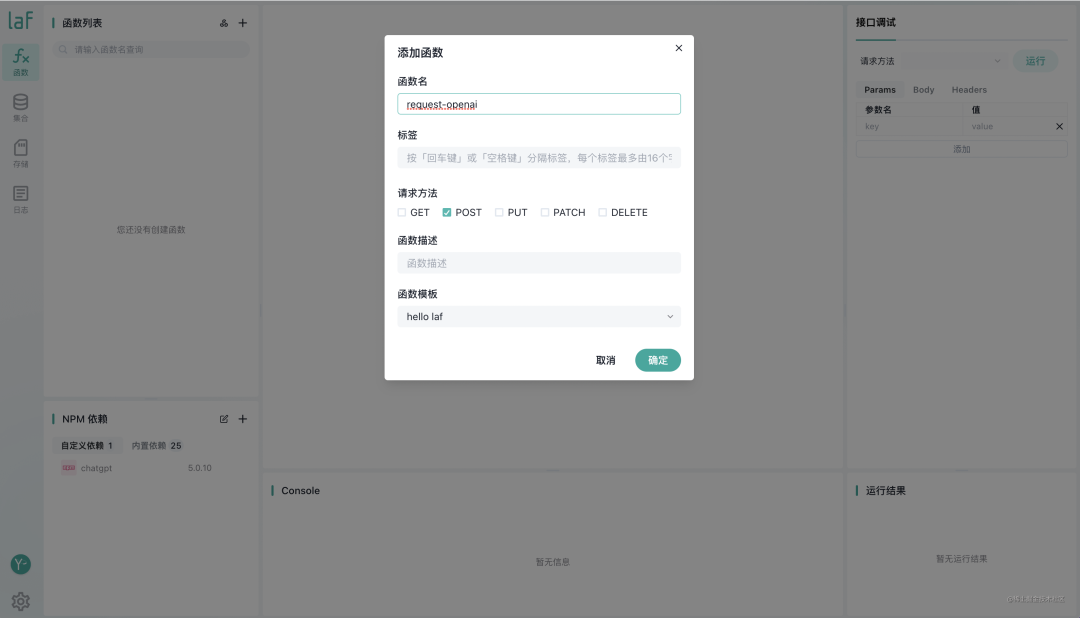 laf
函数
集合
存储
日志
函数列表
请输入函数名查询
您还没有创建函数
NPM 依赖
自定义依赖 1
内置依赖 25
chatgpt
5.0.10
添加函数
函数名
request-openai
标签
按「回车键」或「空格键」分隔标签，每个标签最多由16个
请求方法
GET
POST
PUT
PATCH
DELETE
函数描述
函数描述
函数模板
hello laf
取消
确定
Console
暂无信息
接口调试
请求方法
运行
Params
Body
Headers
参数名
值
key
value
添加
运行结果
暂无运行结果